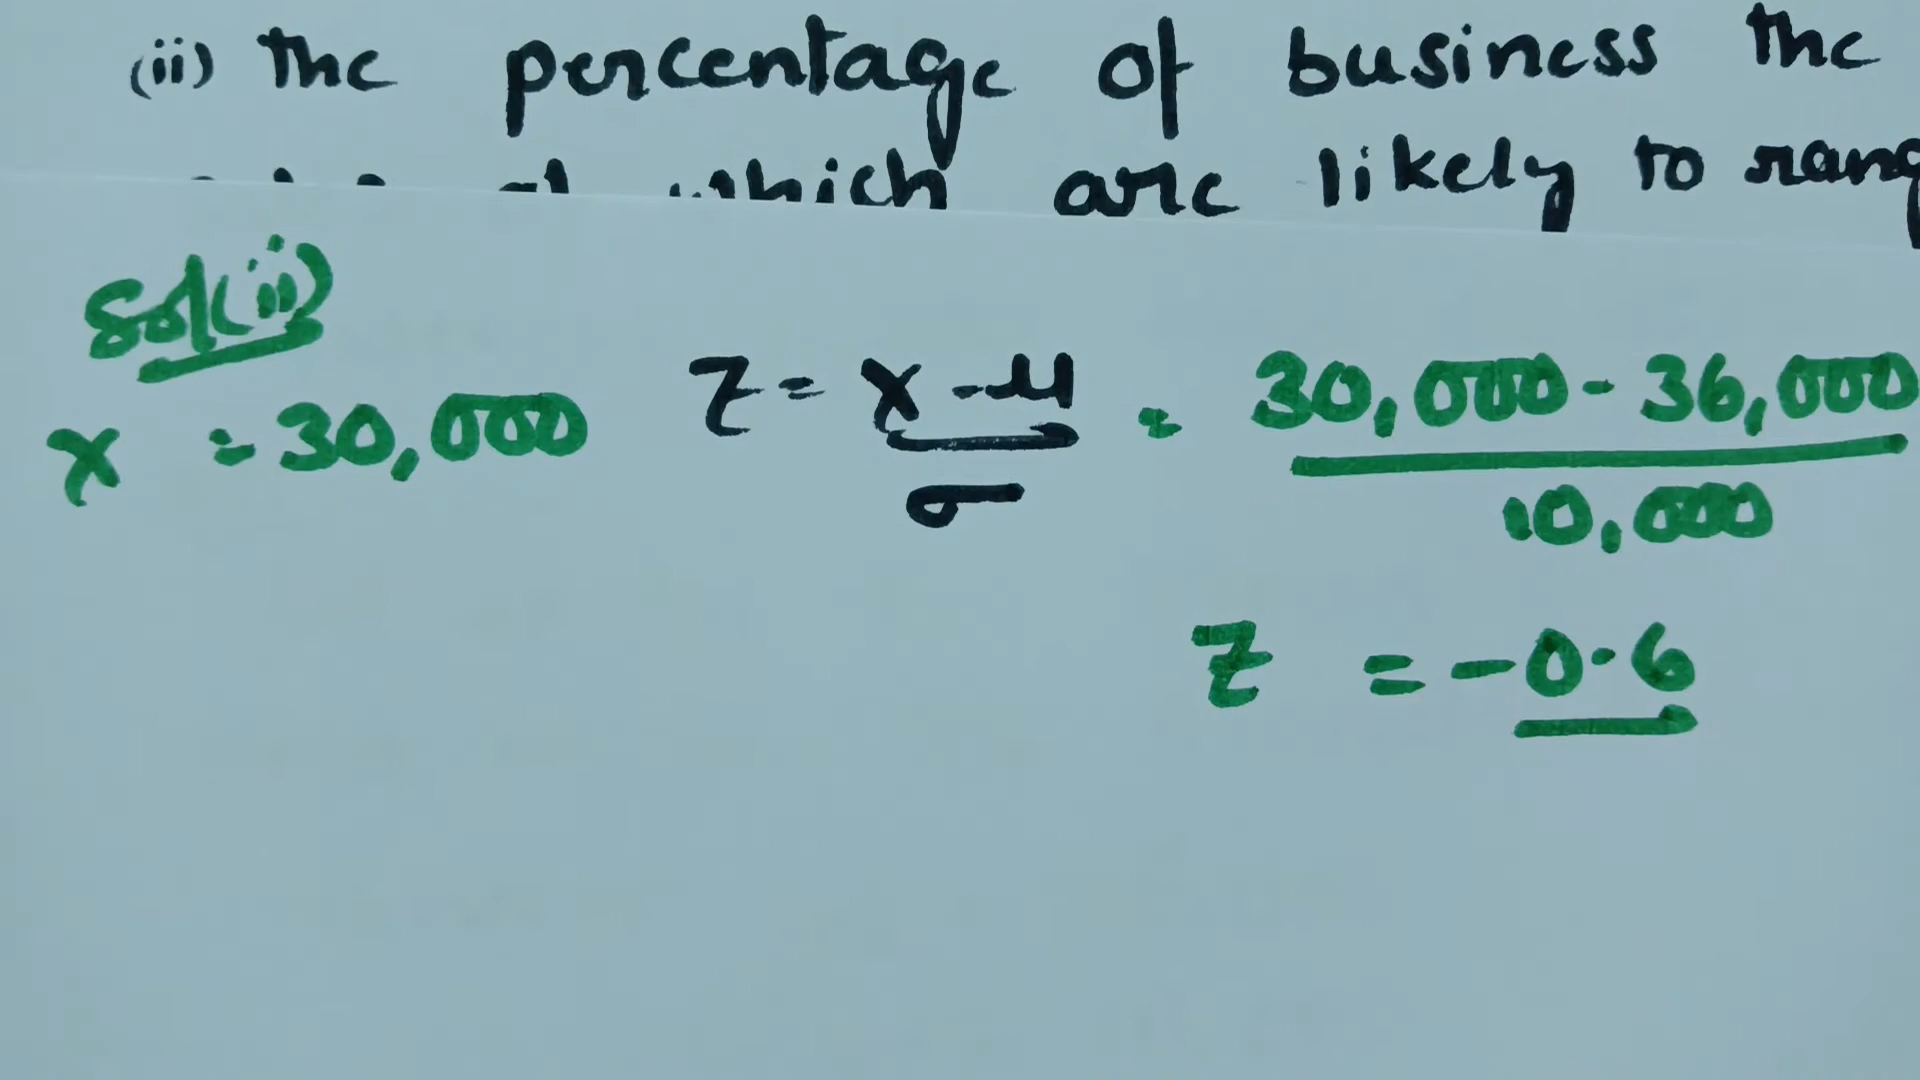 (ii) The percentage of business the
which are likely to rang
Sol(ii)
x = 30,000 Z = x - μ / σ = 30,000 - 36,000 / 10,000
Z = -0.6